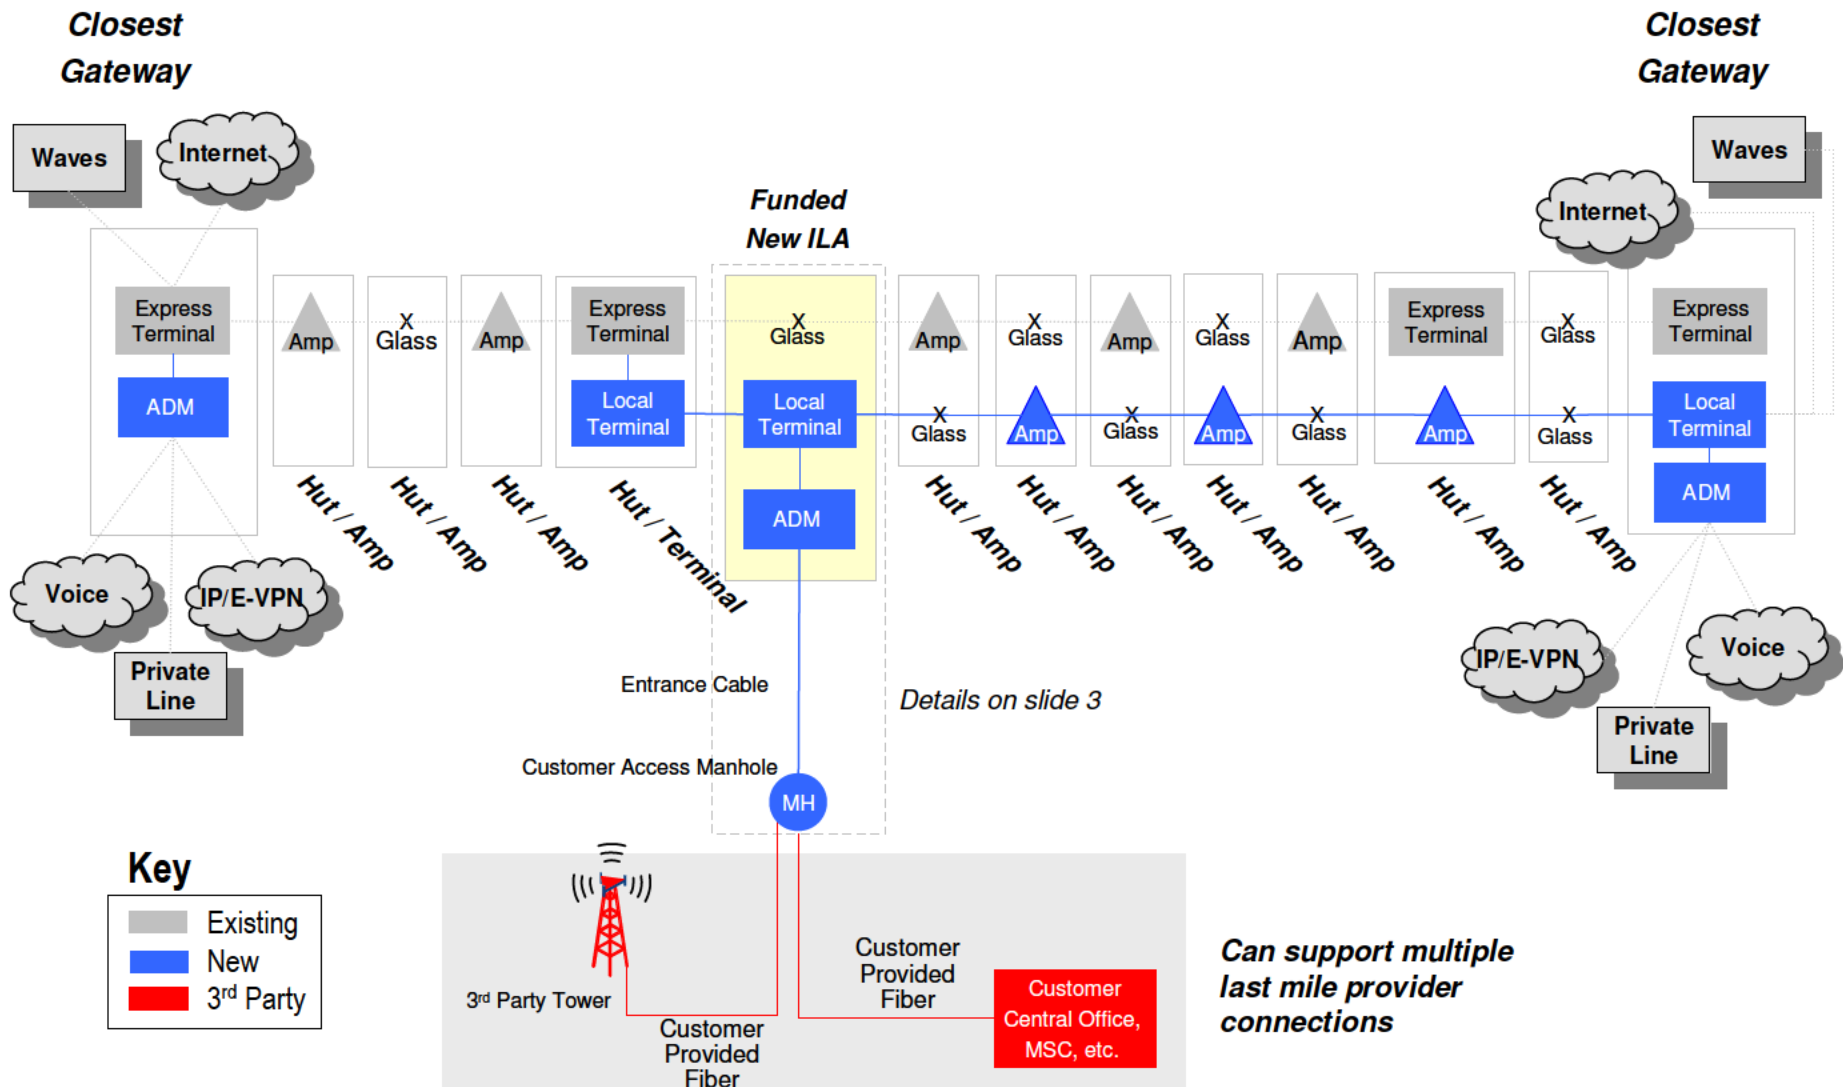 Closest
Gateway
Closest
Gateway
Waves
Internet
Funded
New ILA
Waves
Internet
Express
Terminal
Amp
X
Glass
Amp
Express
Terminal
X
Glass
Amp
X
Glass
Amp
X
Glass
Amp
Express
Terminal
X
Glass
Express
Terminal
ADM
Local
Terminal
Local
Terminal
X
Glass
Amp
X
Glass
Amp
X
Glass
Amp
X
Glass
Local
Terminal
ADM
ADM
Hut / Amp
Hut / Amp
Hut / Amp
Hut / Terminal
Hut / Amp
Hut / Amp
Hut / Amp
Hut / Amp
Hut / Amp
Hut / Amp
Hut / Amp
Voice
IP/E-VPN
Private
Line
IP/E-VPN
Voice
Private
Line
Entrance Cable
Details on slide 3
Customer Access Manhole
MH
Key
Existing
New
3rd Party
3rd Party Tower
Customer
Provided
Fiber
Customer
Provided
Fiber
Customer
Central Office,
MSC, etc.
Can support multiple
last mile provider
connections